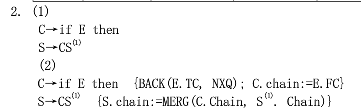 2. (1)
C→if E then
S→CS⁽¹⁾
(2)
C→if E then {BACK(E.TC, NXQ); C.chain:=E.FC}
S→CS⁽¹⁾ {S.chain:=MERG(C.Chain, S⁽¹⁾. Chain)}